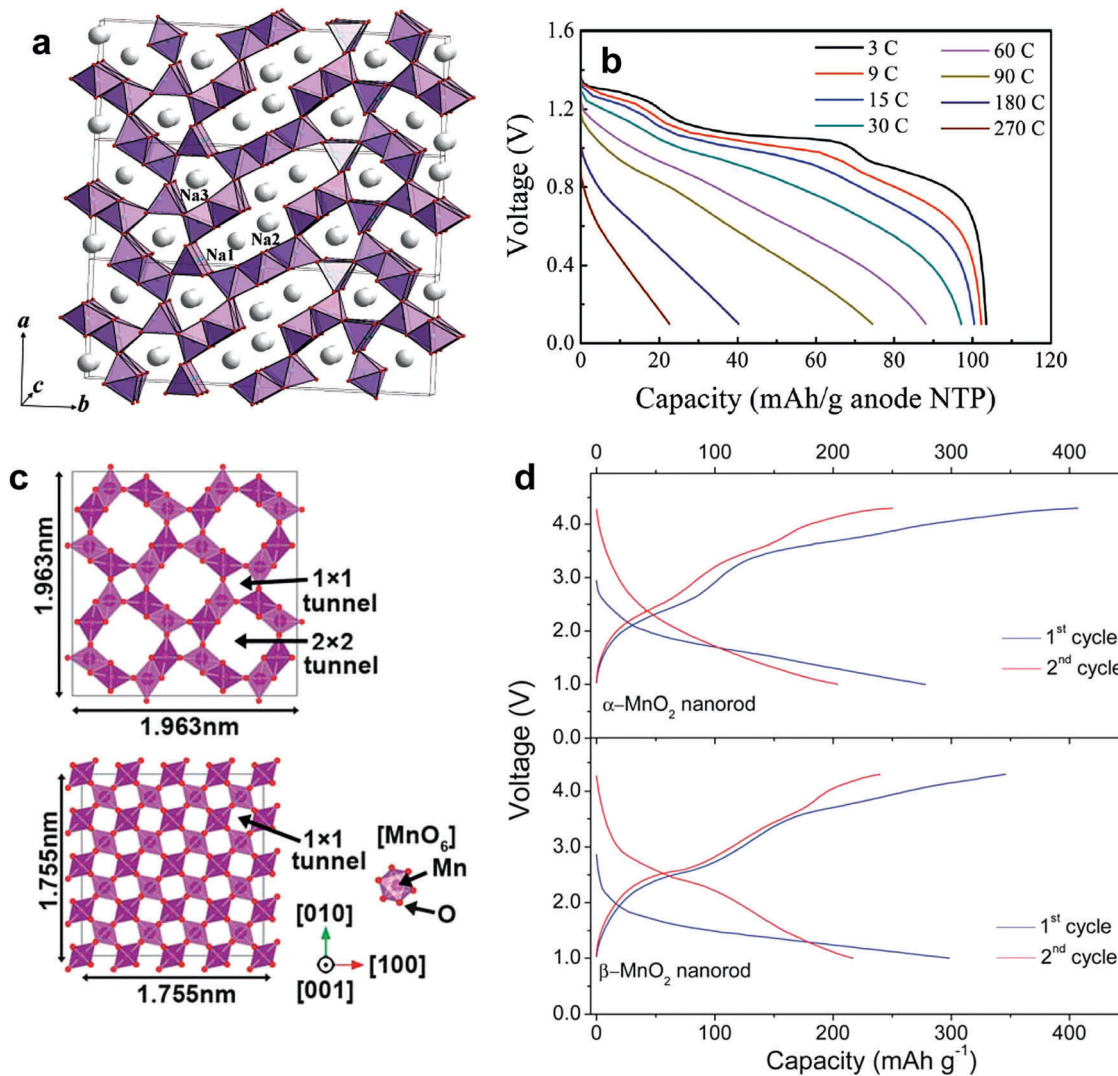 a
Na3
Na1
Na2
a
c
b
b
1.6
1.2
0.8
0.4
0.0
Voltage (V)
3 C
9 C
15 C
30 C
60 C
90 C
180 C
270 C
0
20
40
60
80
100
120
Capacity (mAh/g anode NTP)
c
1.963nm
1×1
tunnel
2×2
tunnel
1.963nm
1.755nm
1×1
tunnel
[MnO6]
Mn
O
[010]
[100]
[001]
1.755nm
d
0
100
200
300
400
4.0
3.0
2.0
1.0
0.0
1st cycle
2nd cycle
α–MnO2 nanorod
Voltage (V)
4.0
3.0
2.0
1.0
0.0
1st cycle
2nd cycle
β–MnO2 nanorod
0
100
200
300
400
Capacity (mAh g-1)